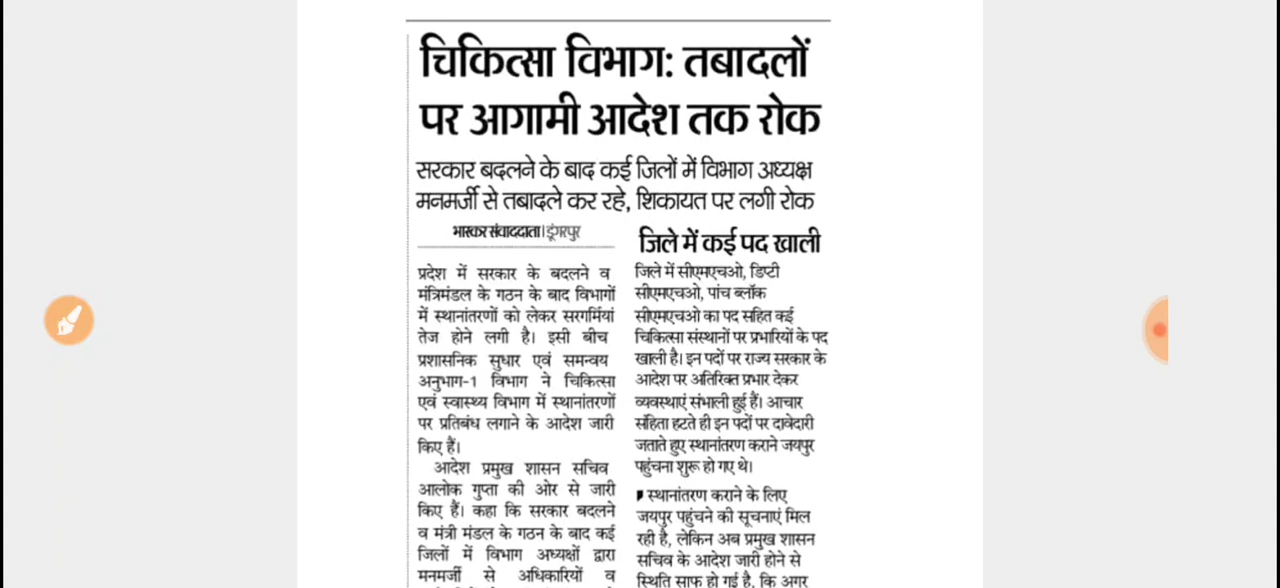 चिकित्सा विभाग: तबादलों
पर आगामी आदेश तक रोक
सरकार बदलने के बाद कई जिलों में विभाग अध्यक्ष
मनमर्जी से तबादले कर रहे, शिकायत पर लगी रोक
भास्कर संवाददाता। डूंगरपुर
प्रदेश में सरकार के बदलने व
मंत्रिमंडल के गठन के बाद विभागों
में स्थानांतरणों को लेकर सरगर्मियां
तेज होने लगी है। इसी बीच
प्रशासनिक सुधार एवं समन्वय
अनुभाग-1 विभाग ने चिकित्सा
एवं स्वास्थ्य विभाग में स्थानांतरणों
पर प्रतिबंध लगाने के आदेश जारी
किए हैं।
आदेश प्रमुख शासन सचिव
आलोक गुप्ता की ओर से जारी
किए हैं। कहा कि सरकार बदलने
व मंत्री मंडल के गठन के बाद कई
जिलों में विभाग अध्यक्षों द्वारा
मनमर्जी से अधिकारियों व
जिले में कई पद खाली
जिले में सीएमएचओ, डिप्टी
सीएमएचओ, पांच ब्लॉक
सीएमएचओ का पद सहित कई
चिकित्सा संस्थानों पर प्रभारियों के पद
खाली है। इन पदों पर राज्य सरकार के
आदेश पर अतिरिक्त प्रभार देकर
व्यवस्थाएं संभाली हुई हैं। आचार
संहिता हटते ही इन पदों पर दावेदारी
जताते हुए स्थानांतरण कराने जयपुर
पहुंचना शुरू हो गए थे।
स्थानांतरण कराने के लिए
जयपुर पहुंचने की सूचनाएं मिल
रही है, लेकिन अब प्रमुख शासन
सचिव के आदेश जारी होने से
स्थिति साफ हो गई है, कि अगर